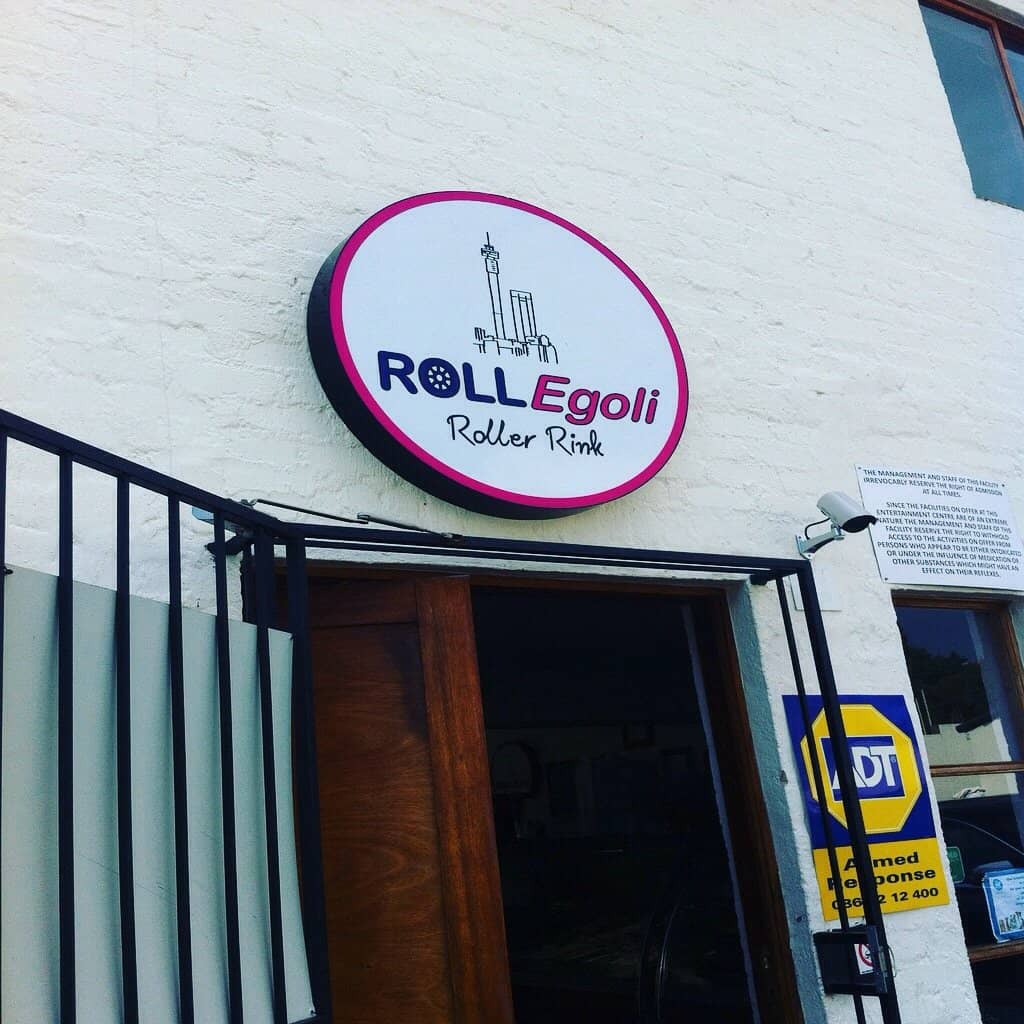 ROLLEgoli
Roller Rink
THE MANAGEMENT AND STAFF OF THIS FACILITY
IRREVOCABLY RESERVE THE RIGHT OF ADMISSION
AT ALL TIMES.
SINCE THE FACILITIES ON OFFER AT THIS
ENTERTAINMENT CENTRE ARE OF AN EXTREME
NATURE THE MANAGEMENT AND STAFF OF THIS
FACILITY RESERVE THE RIGHT TO WITHHOLD
ACCESS TO THE ACTIVITIES ON OFFER FROM
PERSONS WHO APPEAR TO BE EITHER INTOXICATED
OR UNDER THE INFLUENCE OF MEDICATION OR
OTHER SUBSTANCES WHICH MIGHT HAVE AN
EFFECT ON THEIR REFLEXES.
ADT
Armed
Response
12 400